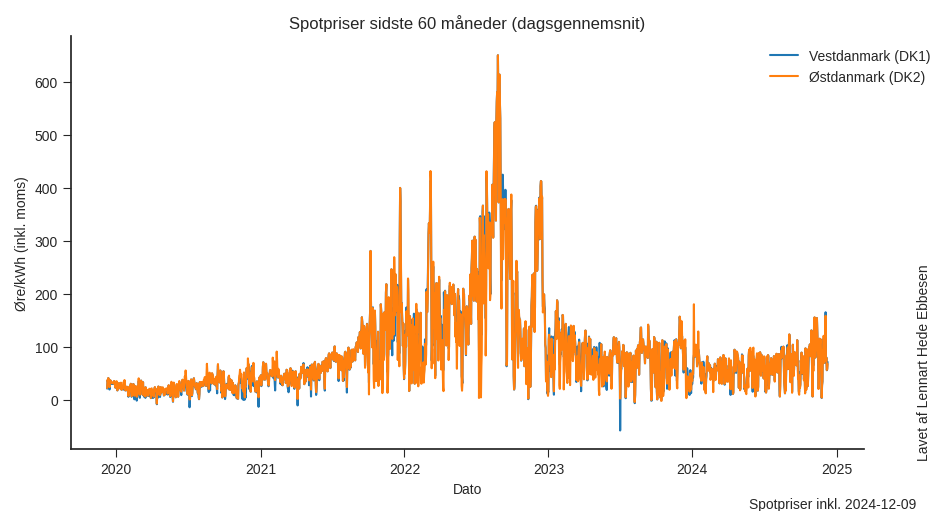 Spotpriser sidste 60 måneder (dagsgennemsnit)
Vestdanmark (DK1)
Østdanmark (DK2)
Øre/kWh (inkl. moms)
600
500
400
300
200
100
0
2020
2021
2022
2023
2024
2025
Dato
Lavet af Lennart Hede Ebbesen
Spotpriser inkl. 2024-12-09